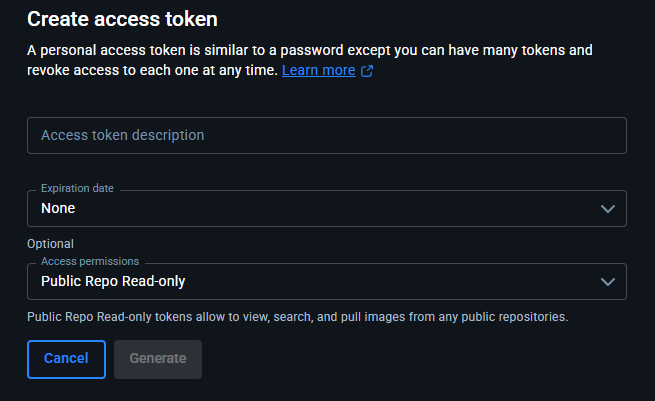 Create access token
A personal access token is similar to a password except you can have many tokens and
revoke access to each one at any time. Learn more
Access token description
Expiration date
None
Optional
Access permissions
Public Repo Read-only
Public Repo Read-only tokens allow to view, search, and pull images from any public repositories.
Cancel Generate